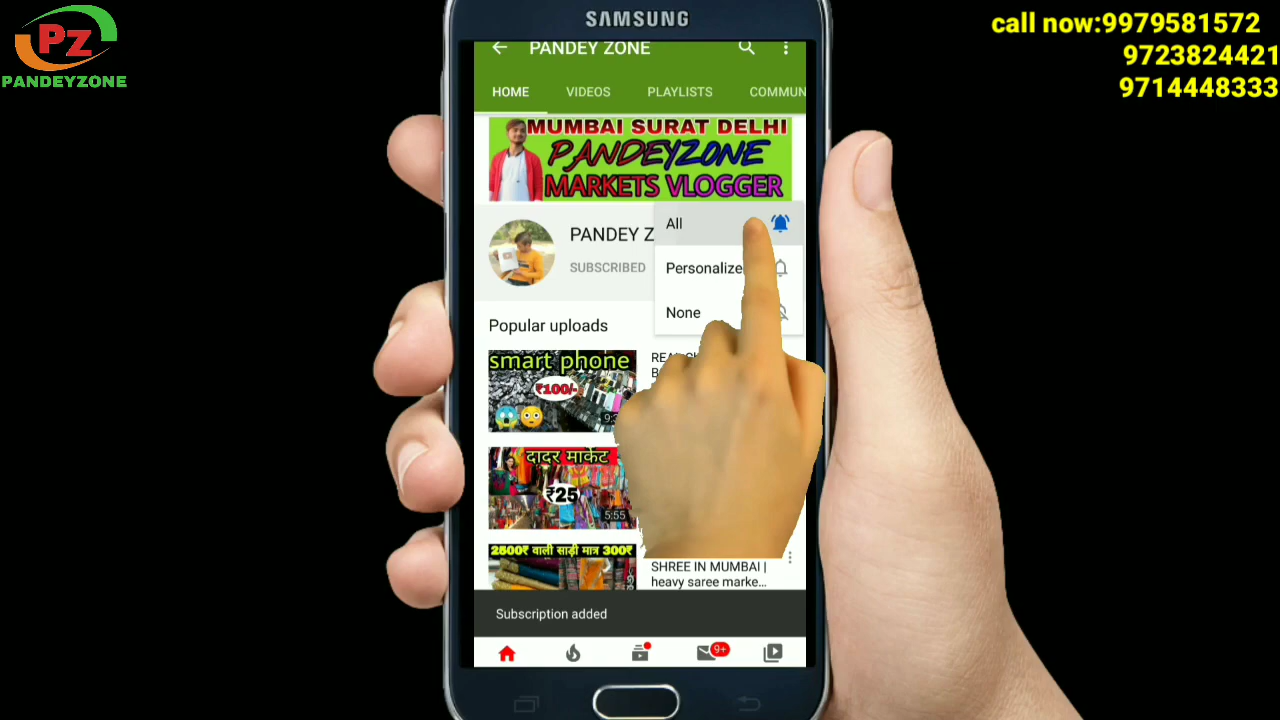 Pz
PANDEYZONE
call now:9979581572
9723824421
9714448333
SAMSUNG
PANDEY ZONE
HOME VIDEOS PLAYLISTS COMMUN
MUMBAI SURAT DELHI
PANDEYZONE
MARKETS VLOGGER
PANDEY Z
SUBSCRIBED
All
Personalize
None
Popular uploads
smart phone
₹100/-
दादर मार्केट
₹25
5:55
2500₹ वाली साड़ी मात्र 300₹
SHREE IN MUMBAI |
heavy saree marke...
Subscription added
9+